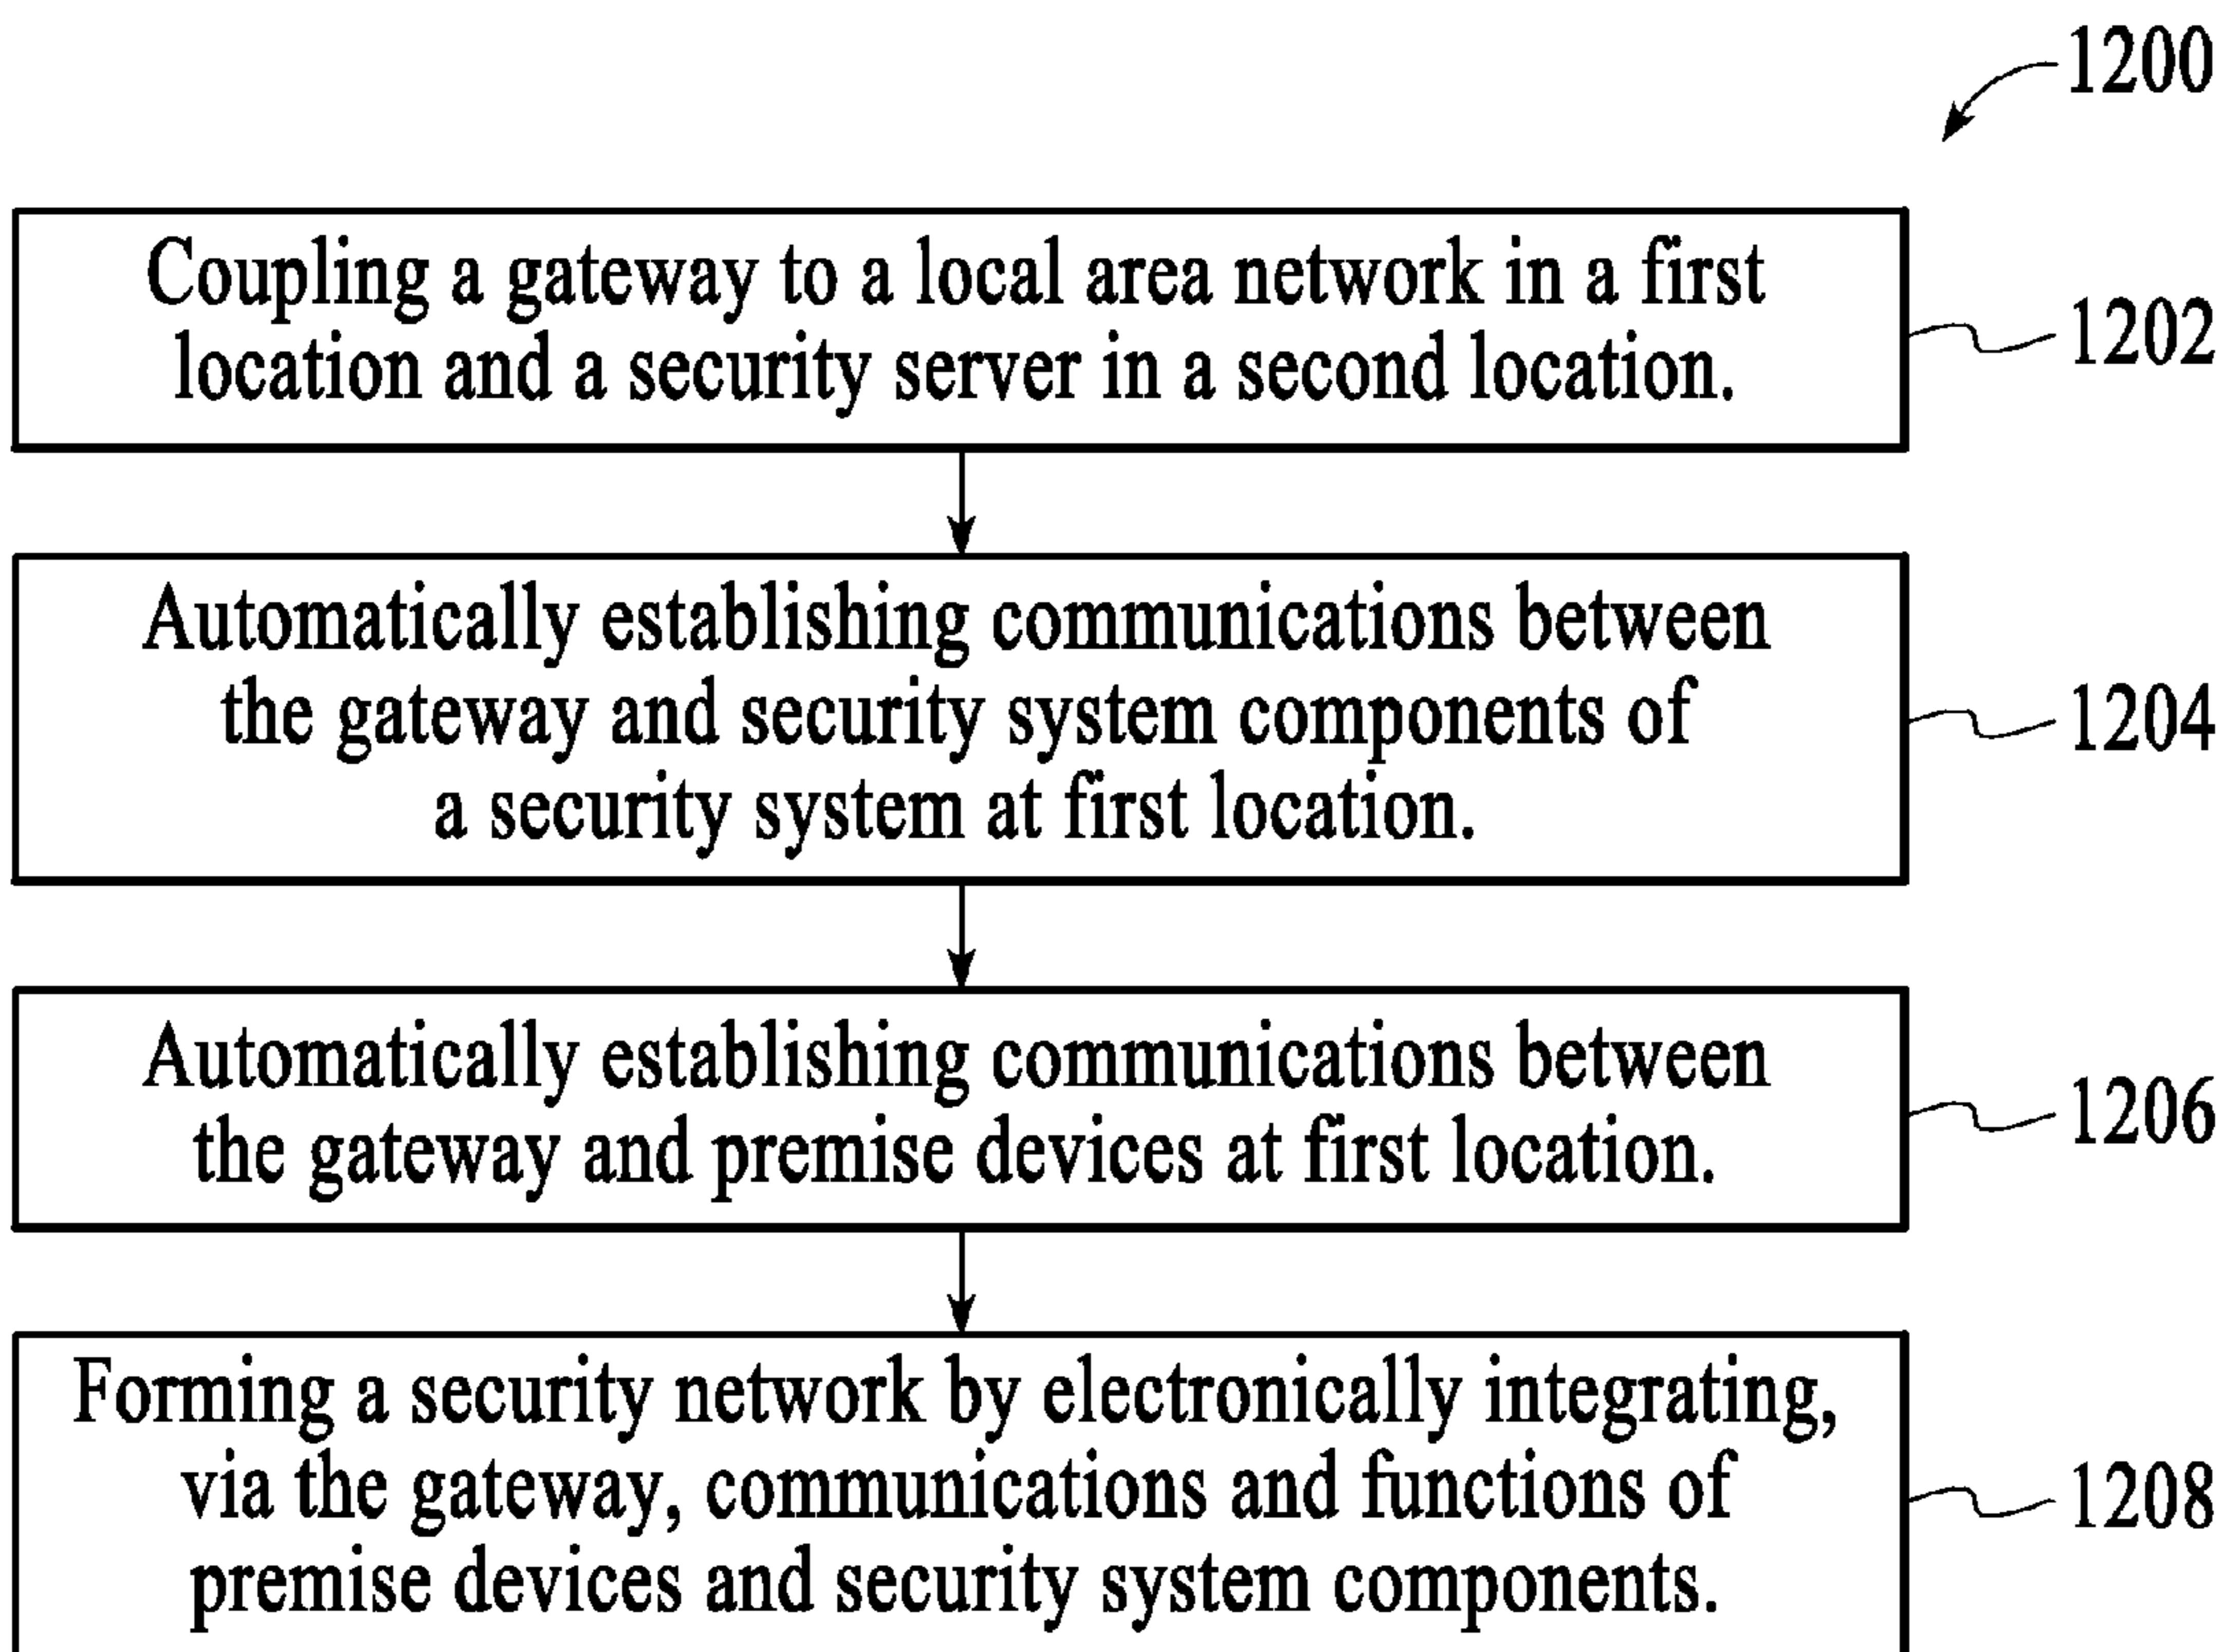 1200
Coupling a gateway to a local area network in a first
location and a security server in a second location.
1202
Automatically establishing communications between
the gateway and security system components of
a security system at first location.
1204
Automatically establishing communications between
the gateway and premise devices at first location.
1206
Forming a security network by electronically integrating,
via the gateway, communications and functions of
premise devices and security system components.
1208